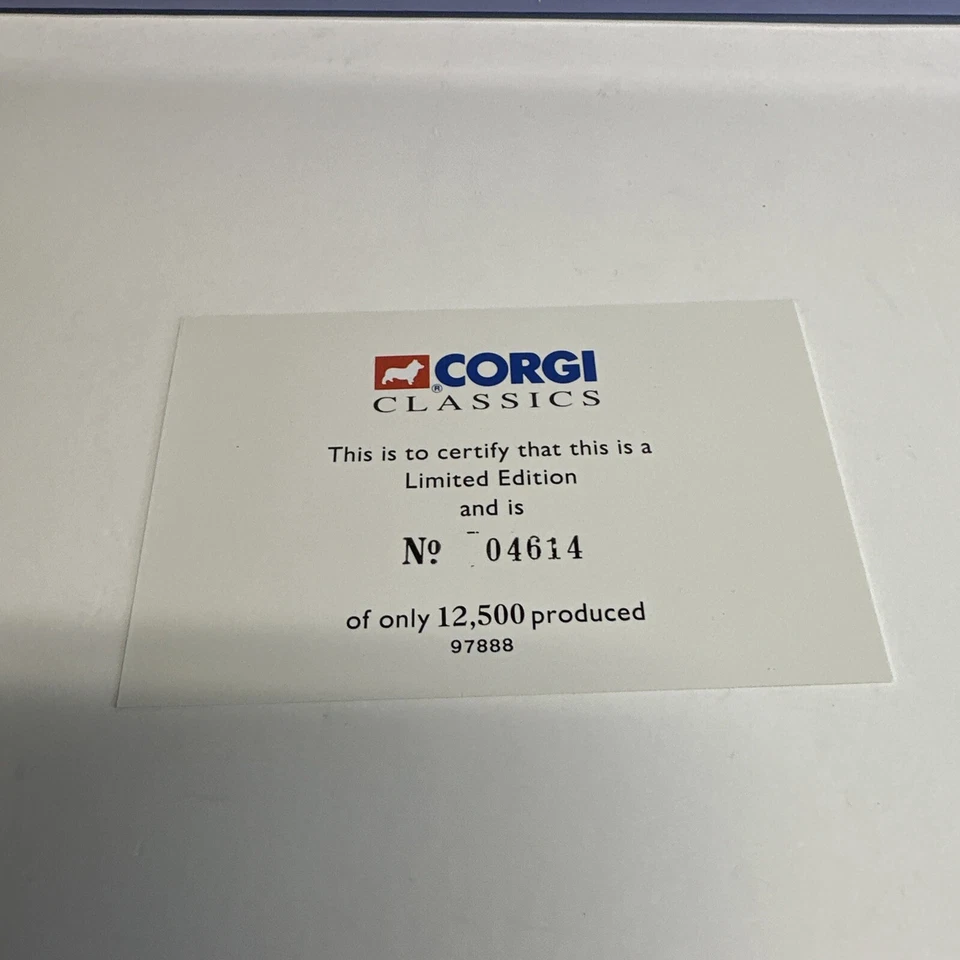 CORGI
®
CLASSICS
This is to certify that this is a
Limited Edition
and is
Nº 04614
of only 12,500 produced
97888